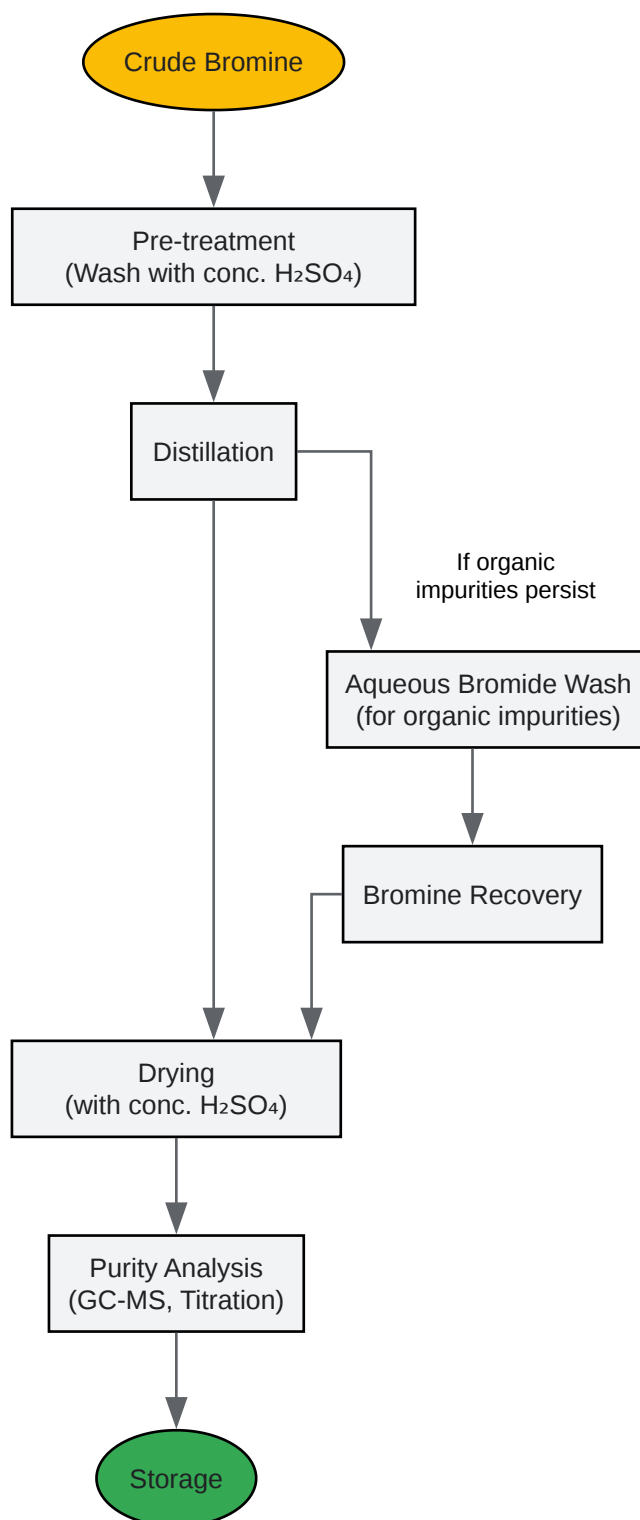 Crude Bromine
Pre-treatment
(Wash with conc. H₂SO₄)
Distillation
If organic
impurities persist
Aqueous Bromide Wash
(for organic impurities)
Bromine Recovery
Drying
(with conc. H₂SO₄)
Purity Analysis
(GC-MS, Titration)
Storage